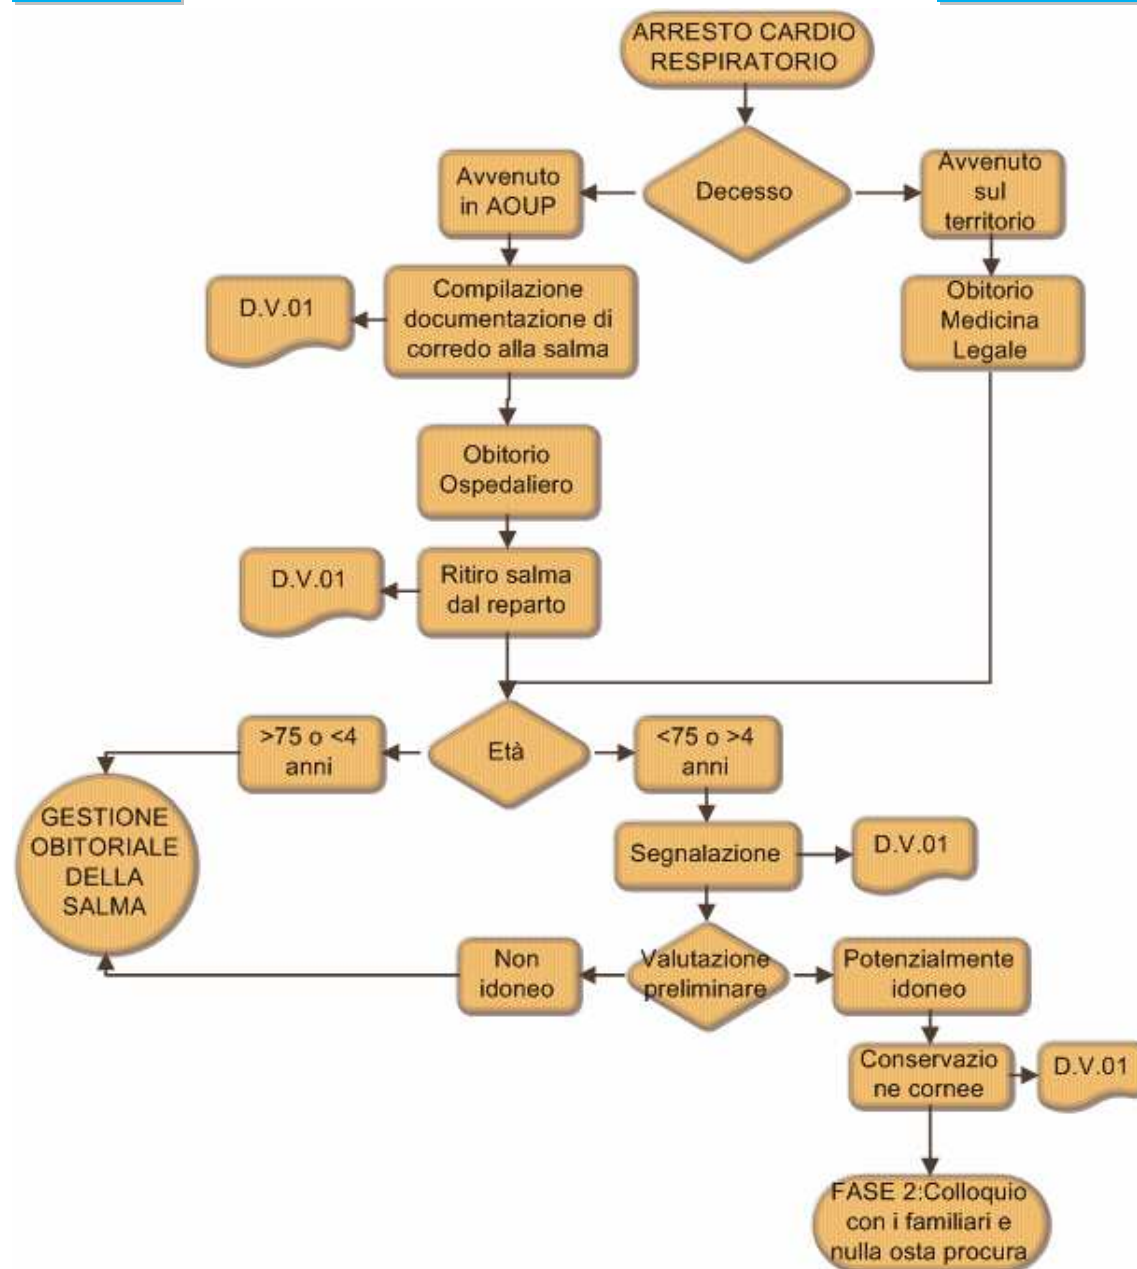 ARRESTO CARDIO
RESPIRATORIO
Decesso
Avvenuto
in AOUP
Avvenuto
sul
territorio
Compilazione
documentazione di
corredo alla salma
D.V.01
Obitorio
Medicina
Legale
Obitorio
Ospedaliero
Ritiro salma
dal reparto
D.V.01
Età
>75 o <4
anni
<75 o >4
anni
GESTIONE
OBITORIALE
DELLA
SALMA
Segnalazione
D.V.01
Valutazione
preliminare
Non
idoneo
Potenzialmente
idoneo
Conservazio
ne cornee
D.V.01
FASE 2:Colloquio
con i familiari e
nulla osta procura